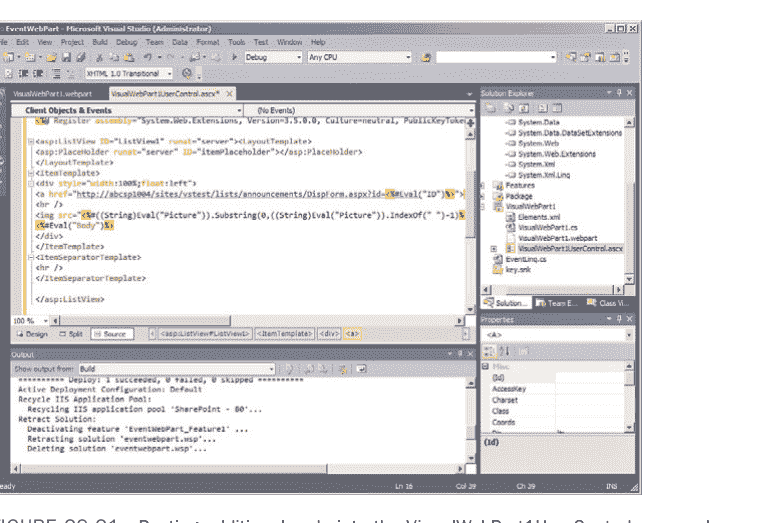 EventWebPart - Microsoft Visual Studio (Administrator)
File Edit View Project Build Debug Team Data Format Tools Test Window Help
Debug Any CPU
XHTML 1.0 Transitional
VisualWebPart1.webpart VisualWebPart1UserControl.ascx*
Client Objects & Events (No Events)
<%@ Register assembly="System.Web.Extensions, Version=3.5.0.0, Culture=neutral, PublicKeyToken
<asp:ListView ID="ListView1" runat="server"><LayoutTemplate>
<asp:PlaceHolder runat="server" ID="itemPlaceholder"></asp:PlaceHolder>
</LayoutTemplate>
<ItemTemplate>
<div style="width:100%;float:left">
<a href="http://abcsp1004/sites/vstest/lists/announcements/DispForm.aspx?id=<%#Eval("ID")%>">
<br />
<img src="<%#((String)Eval("Picture")).Substring(0,((String)Eval("Picture")).IndexOf(" ")-1)%
<%#Eval("Body")%>
</div>
</ItemTemplate>
<ItemSeparatorTemplate>
<hr />
</ItemSeparatorTemplate>
</asp:ListView>
100 %
Design Split Source <asp:ListView#ListView1> <ItemTemplate> <div> <a>
Output
Show output from: Build
========== Deploy: 1 succeeded, 0 failed, 0 skipped ==========
Active Deployment Configuration: Default
Recycle IIS Application Pool:
Recycling IIS application pool 'SharePoint - 80'...
Retract Solution:
Deactivating feature 'EventWebPart_Feature1' ...
Retracting solution 'eventwebpart.wsp'...
Deleting solution 'eventwebpart.wsp'...
Solution Explorer
System.Data
System.Data.DataSetExtensions
System.Web
System.Web.Extensions
System.Xml
System.Xml.Linq
Features
Package
VisualWebPart1
Elements.xml
VisualWebPart1.cs
VisualWebPart1.webpart
VisualWebPart1UserControl.ascx
EventLinq.cs
key.snk
Solution... Team E... Class Vi...
Properties
<A>
Misc
(Id)
AccessKey
Charset
Class
Coords
Dir ltr
(Id)
Ready Ln 16 Col 29 Ch 29 INS